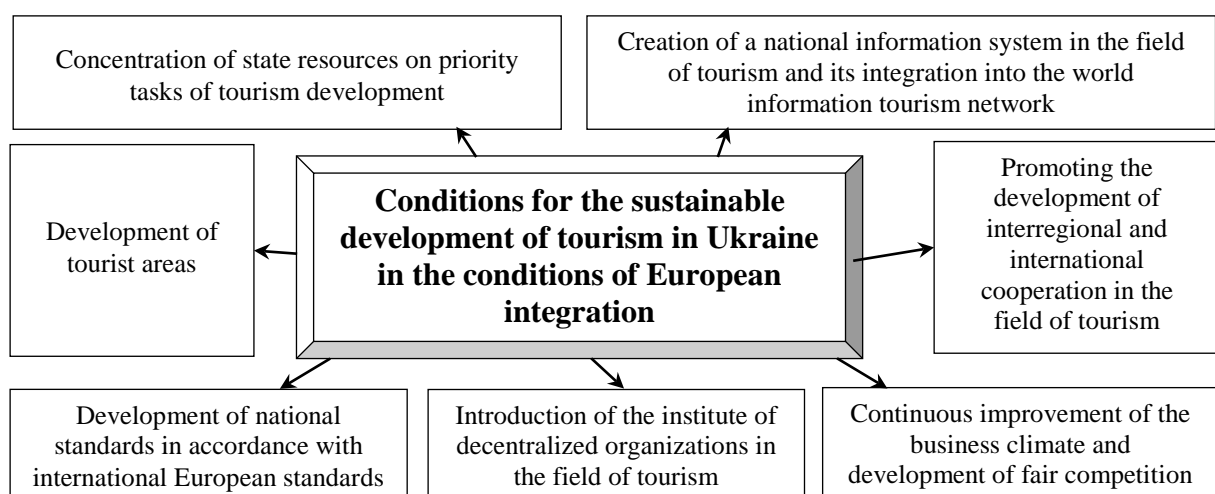 Concentration of state resources on priority
tasks of tourism development
Creation of a national information system in the field
of tourism and its integration into the world
information tourism network
Development of
tourist areas
Conditions for the sustainable
development of tourism in Ukraine
in the conditions of European
integration
Promoting the
development of
interregional and
international
cooperation in the
field of tourism
Development of national
standards in accordance with
international European standards
Introduction of the institute of
decentralized organizations in
the field of tourism
Continuous improvement of the
business climate and
development of fair competition